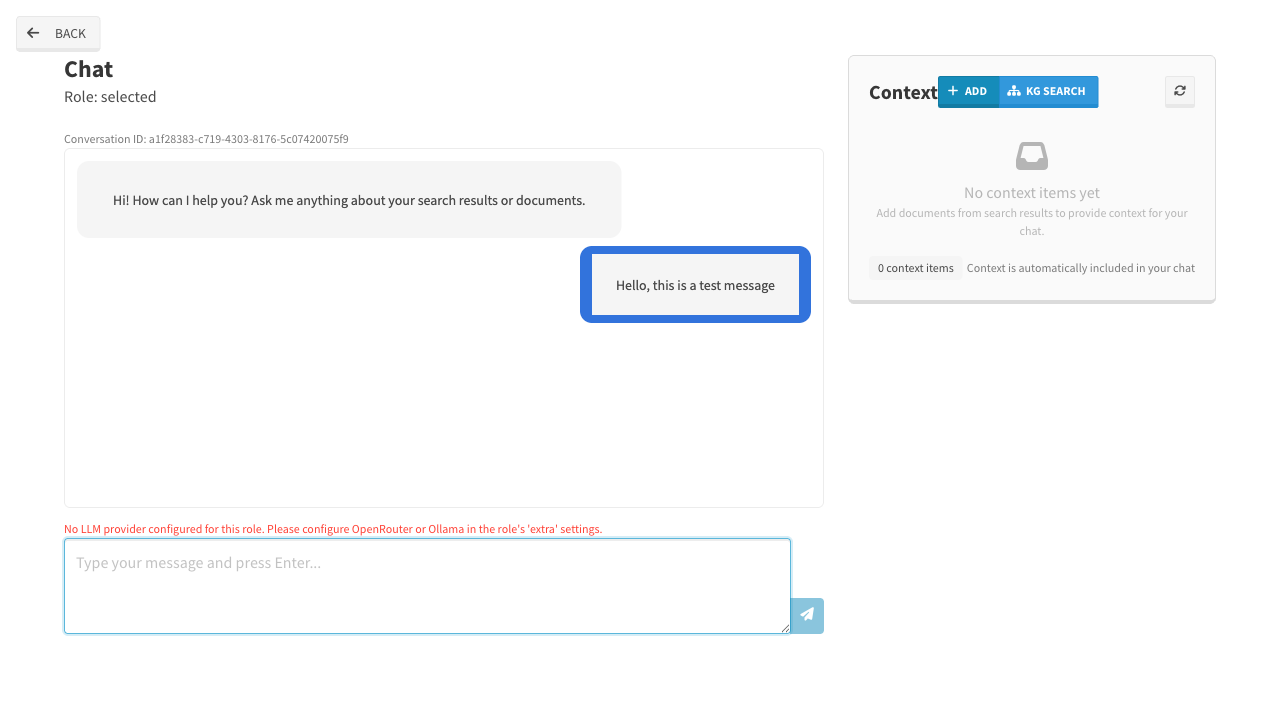 BACK
Chat
Role: selected
Conversation ID: a1f28383-c719-4303-8176-5c07420075f9
Hi! How can I help you? Ask me anything about your search results or documents.
Hello, this is a test message
No LLM provider configured for this role. Please configure OpenRouter or Ollama in the role's 'extra' settings.
Type your message and press Enter...
Context
ADD
KG SEARCH
No context items yet
Add documents from search results to provide context for your
chat.
0 context items
Context is automatically included in your chat